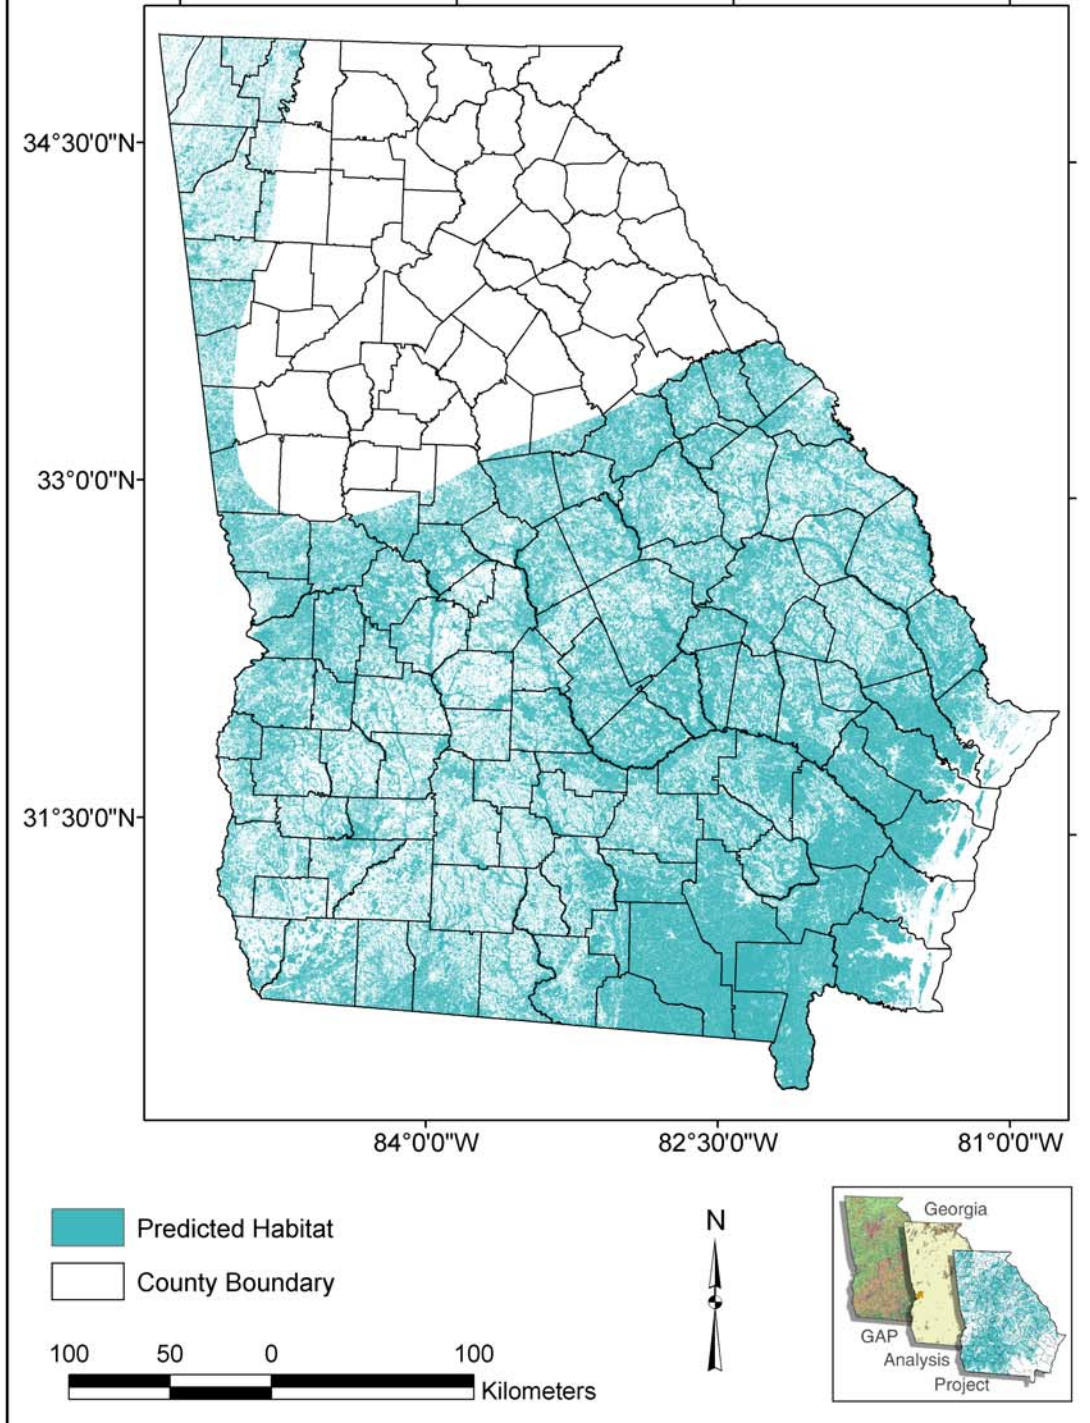 34°30'0"N
33°0'0"N
31°30'0"N
84°0'0"W
82°30'0"W
81°0'0"W
Predicted Habitat
County Boundary
N
100 50 0 100
Kilometers
Georgia
GAP
Analysis
Project